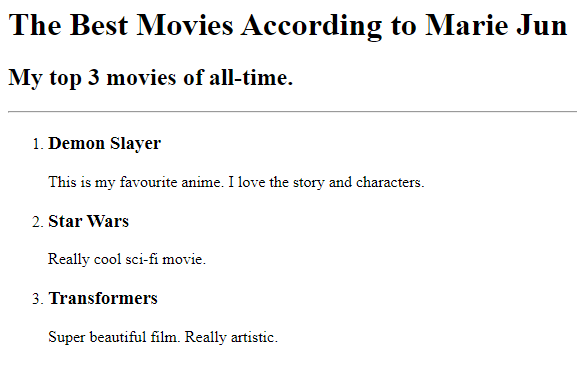 The Best Movies According to Marie Jun
My top 3 movies of all-time.
1. Demon Slayer
This is my favourite anime. I love the story and characters.
2. Star Wars
Really cool sci-fi movie.
3. Transformers
Super beautiful film. Really artistic.